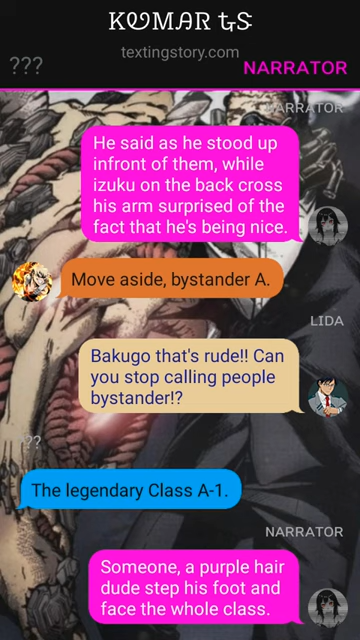 KUMAR GS
textingstory.com
???
NARRATOR
NARRATOR
He said as he stood up
infront of them, while
izuku on the back cross
his arm surprised of the
fact that he's being nice.
Move aside, bystander A.
LIDA
Bakugo that's rude!! Can
you stop calling people
bystander!?
??
The legendary Class A-1.
NARRATOR
Someone, a purple hair
dude step his foot and
face the whole class.